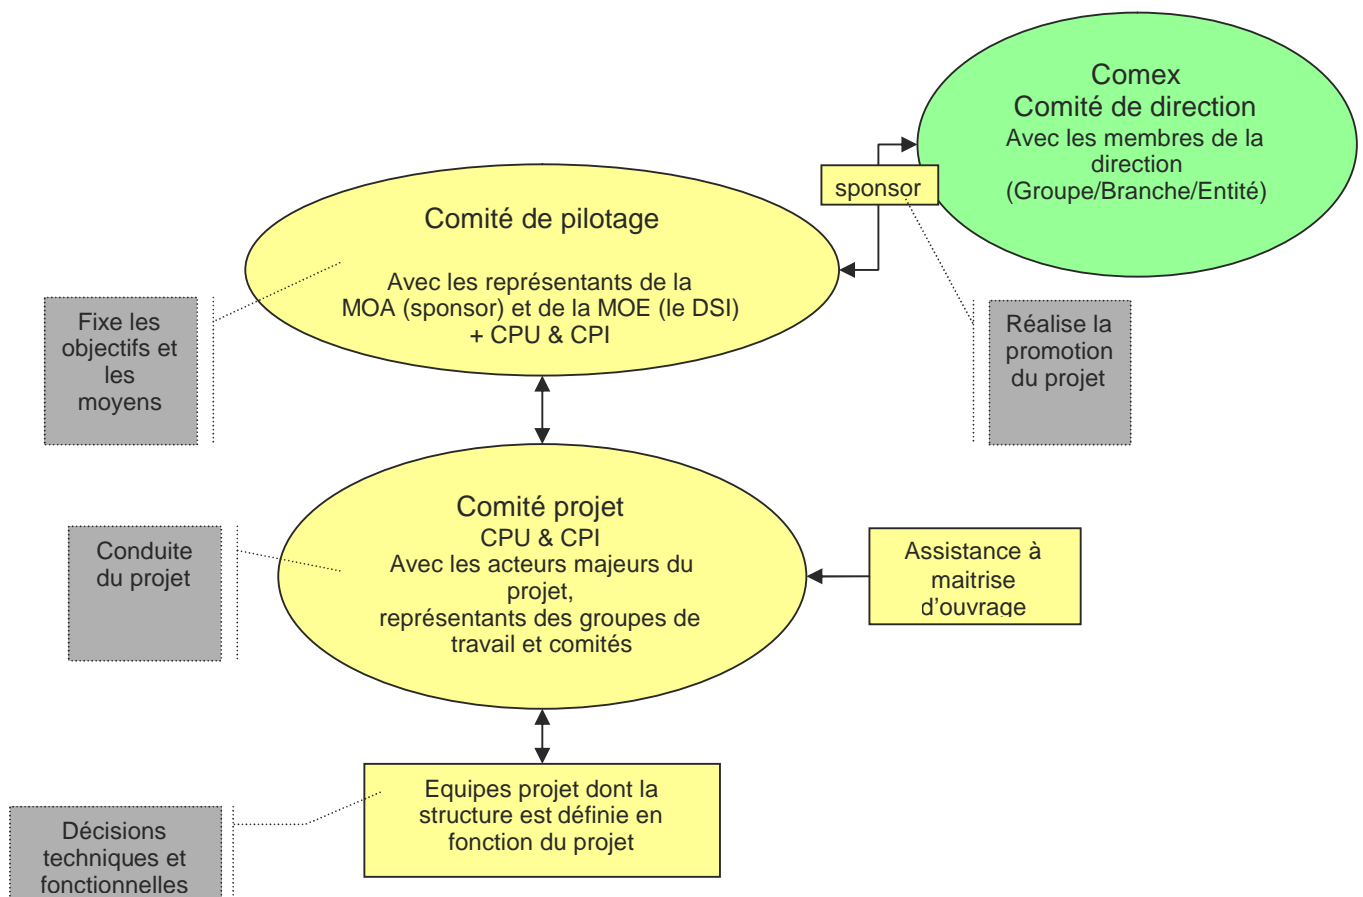 Comex
Comité de direction
Avec les membres de la
direction
(Groupe/Branche/Entité)
sponsor
Comité de pilotage
Avec les représentants de la
MOA (sponsor) et de la MOE (le DSI)
+ CPU & CPI
Fixe les
objectifs et
les
moyens
Réalise la
promotion
du projet
Comité projet
CPU & CPI
Avec les acteurs majeurs du
projet,
représentants des groupes de
travail et comités
Conduite
du projet
Assistance à
maitrise
d’ouvrage
Equipes projet dont la
structure est définie en
fonction du projet
Décisions
techniques et
fonctionnelles